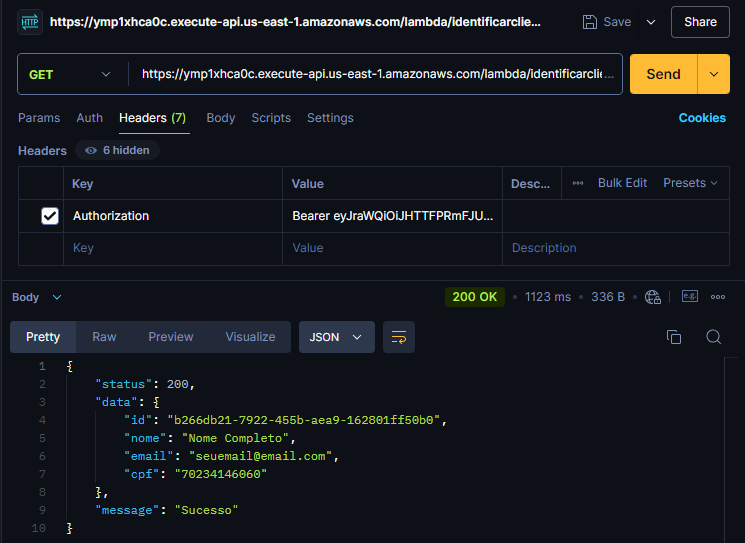 HTTP https://ymp1xhca0c.execute-api.us-east-1.amazonaws.com/lambda/identificarclie... Save Share
GET https://ymp1xhca0c.execute-api.us-east-1.amazonaws.com/lambda/identificarclie... Send
Params Auth Headers (7) Body Scripts Settings Cookies
Headers 6 hidden
Key Value Desc... Bulk Edit Presets
Authorization Bearer eyJraWQiOiJHTTFPRmFJU...
Key Value Description
Body 200 OK • 1123 ms • 336 B • e.g.
Pretty Raw Preview Visualize JSON
1 {
2 "status": 200,
3 "data": {
4 "id": "b266db21-7922-455b-aea9-162801ff50b0",
5 "nome": "Nome Completo",
6 "email": "seuemail@email.com",
7 "cpf": "70234146060"
8 },
9 "message": "Sucesso"
10 }